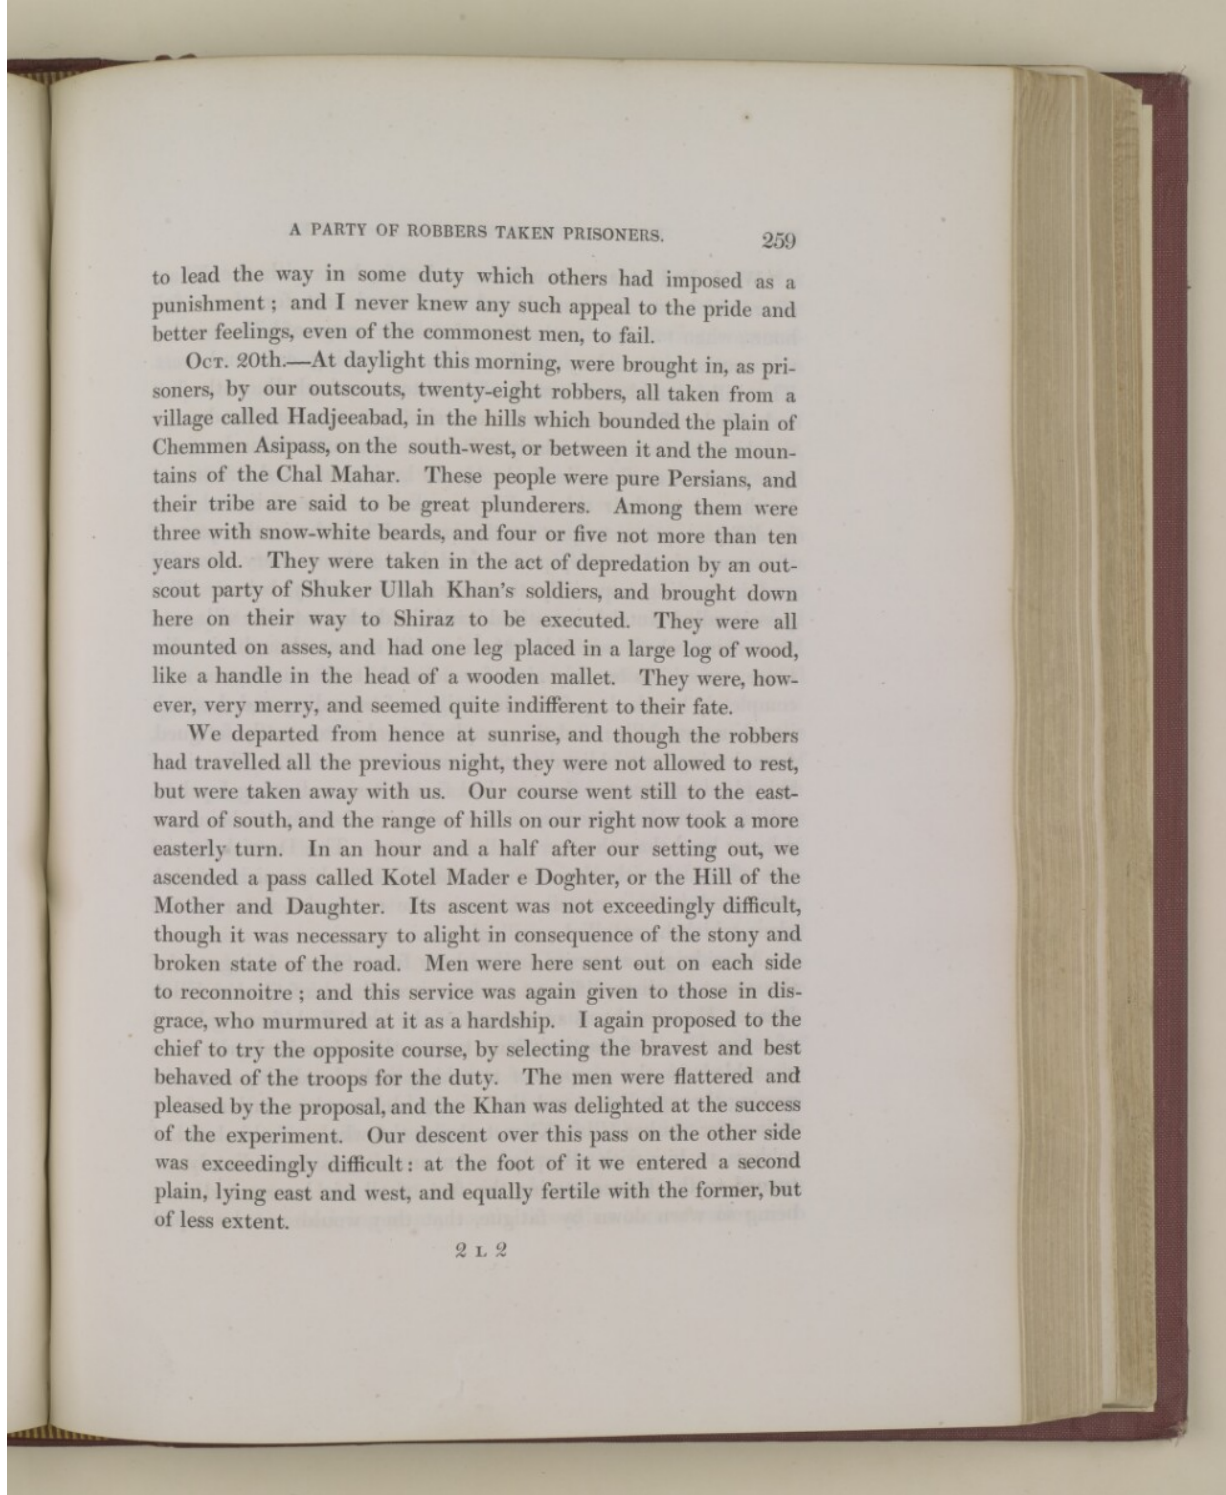 A PARTY OF ROBBERS TAKEN PRISONERS. 259
to lead the way in some duty which others had imposed as a
punishment ; and I never knew any such appeal to the pride and
better feelings, even of the commonest men, to fail.
Oct. 20th.—At daylight this morning, were brought in, as pri-
soners, by our outscouts, twenty-eight robbers, all taken from a
village called Hadjeeabad, in the hills which bounded the plain of
Chemmen Asipass, on the south-west, or between it and the moun-
tains of the Chal Mahar. These people were pure Persians, and
their tribe are said to be great plunderers. Among them were
three with snow-white beards, and four or five not more than ten
years old. They were taken in the act of depredation by an out-
scout party of Shuker Ullah Khan's soldiers, and brought down
here on their way to Shiraz to be executed. They were all
mounted on asses, and had one leg placed in a large log of wood,
like a handle in the head of a wooden mallet. They were, how-
ever, very merry, and seemed quite indifferent to their fate.
We departed from hence at sunrise, and though the robbers
had travelled all the previous night, they were not allowed to rest,
but were taken away with us. Our course went still to the east-
ward of south, and the range of hills on our right now took a more
easterly turn. In an hour and a half after our setting out, we
ascended a pass called Kotel Mader e Doghter, or the Hill of the
Mother and Daughter. Its ascent was not exceedingly difficult,
though it was necessary to alight in consequence of the stony and
broken state of the road. Men were here sent out on each side
to reconnoitre ; and this service was again given to those in dis-
grace, who murmured at it as a hardship. I again proposed to the
chief to try the opposite course, by selecting the bravest and best
behaved of the troops for the duty. The men were flattered and
pleased by the proposal, and the Khan was delighted at the success
of the experiment. Our descent over this pass on the other side
was exceedingly difficult : at the foot of it we entered a second
plain, lying east and west, and equally fertile with the former, but
of less extent.
2 L 2